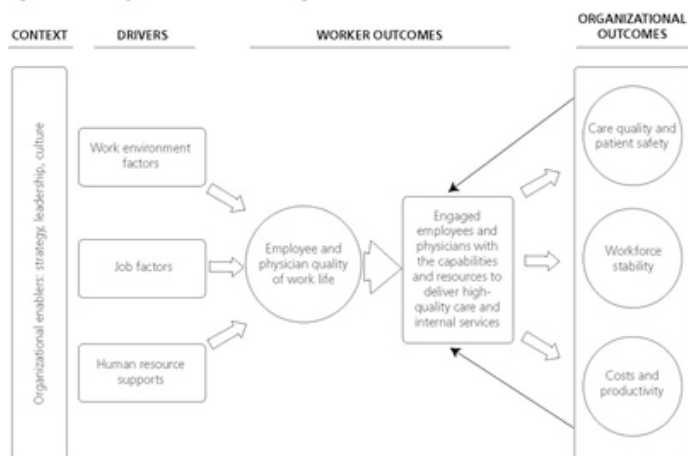 CONTEXT
DRIVERS
WORKER OUTCOMES
ORGANIZATIONAL
OUTCOMES
Organizational enablers: strategy, leadership, culture
Work environment
factors
Job factors
Human resource
supports
Employee and
physician quality
of work life
Engaged
employees and
physicians with
the capabilities
and resources to
deliver high-
quality care and
internal services
Care quality and
patient safety
Workforce
stability
Costs and
productivity